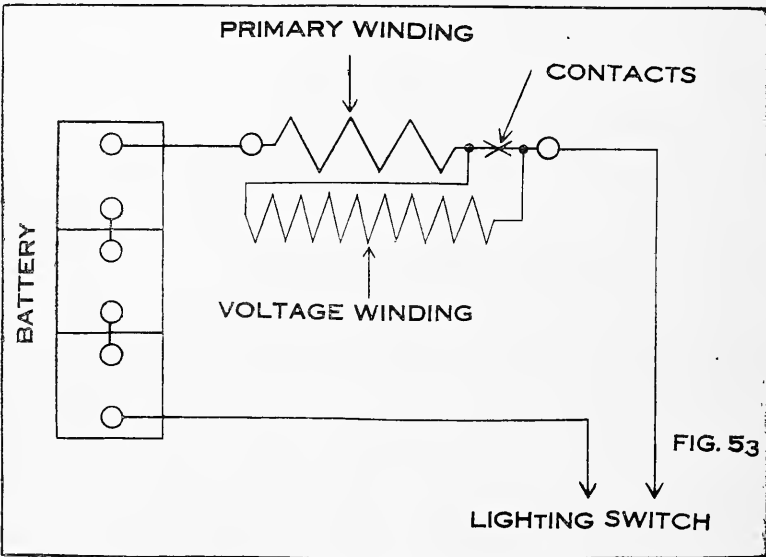 PRIMARY WINDING
CONTACTS
BATTERY
VOLTAGE WINDING
FIG. 53
LIGHTING SWITCH